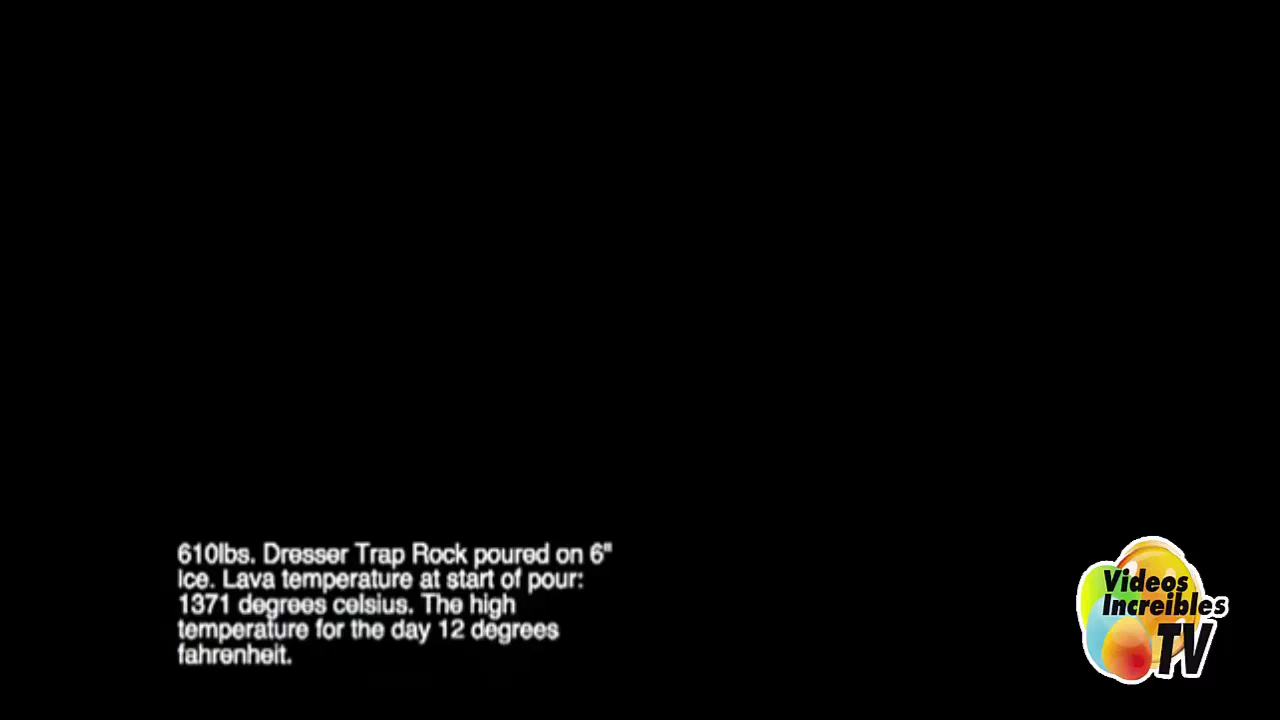 610lbs. Dresser Trap Rock poured on 6"
Ice. Lava temperature at start of pour:
1371 degrees celsius. The high
temperature for the day 12 degrees
fahrenheit.
Videos
Increibles
TV